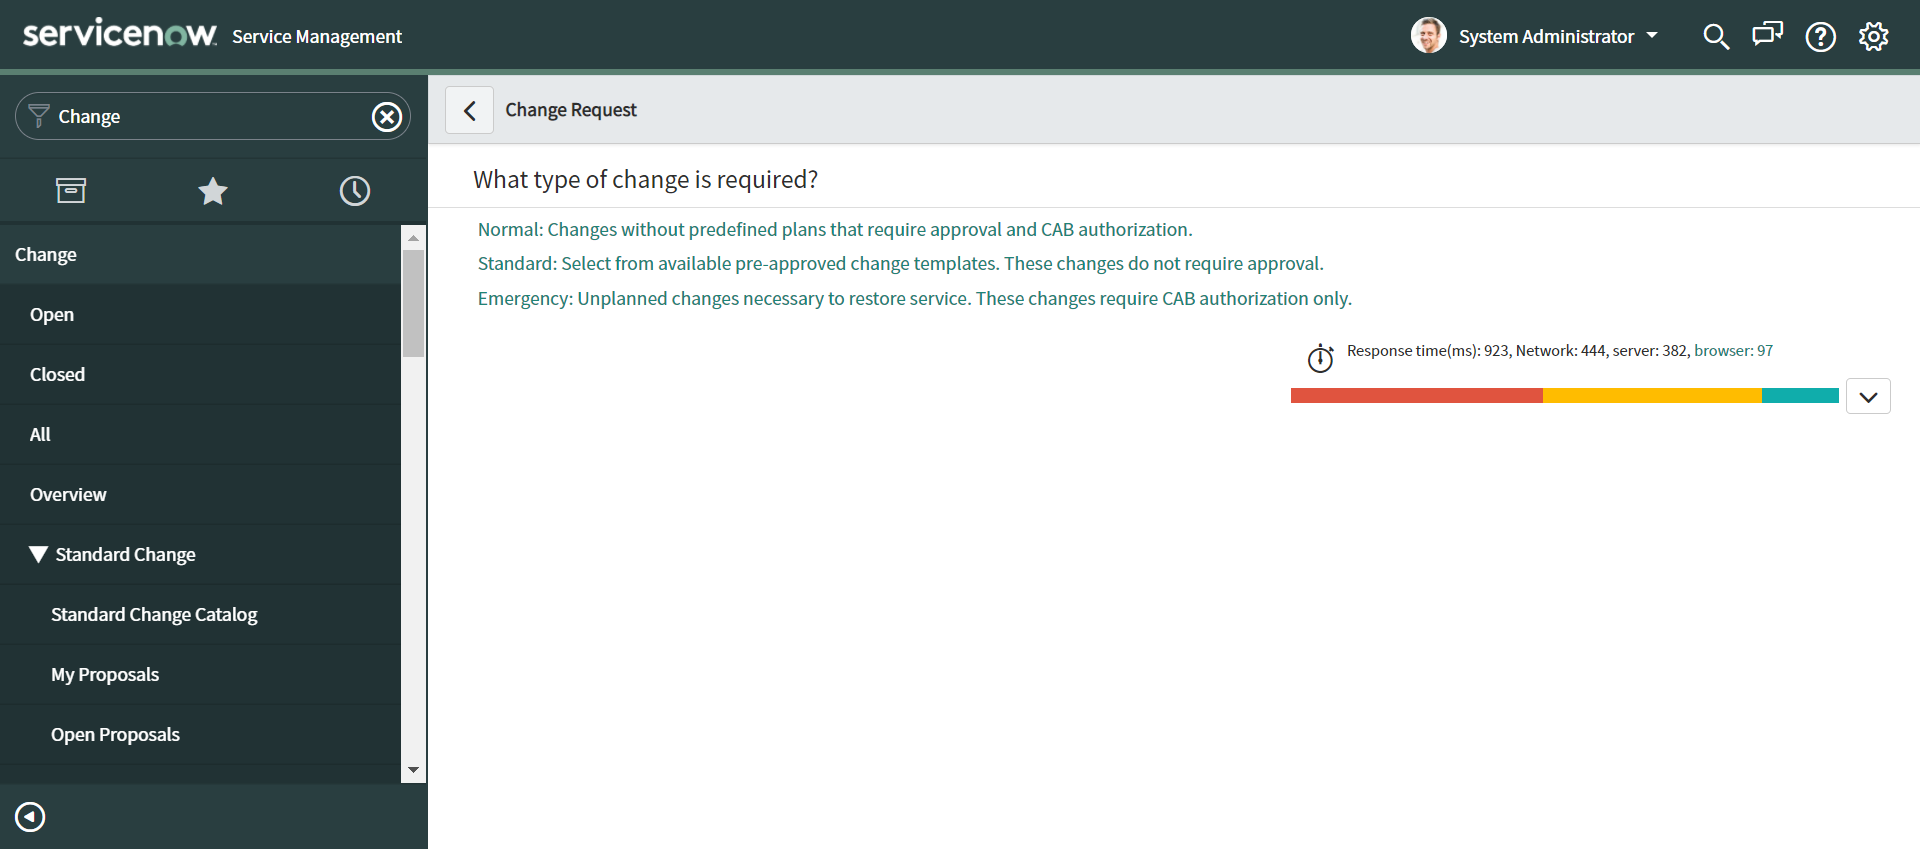 servicenow Service Management
System Administrator
Change
Change Request
What type of change is required?
Normal: Changes without predefined plans that require approval and CAB authorization.
Standard: Select from available pre-approved change templates. These changes do not require approval.
Emergency: Unplanned changes necessary to restore service. These changes require CAB authorization only.
Response time(ms): 923, Network: 444, server: 382, browser: 97
Change
Open
Closed
All
Overview
Standard Change
Standard Change Catalog
My Proposals
Open Proposals